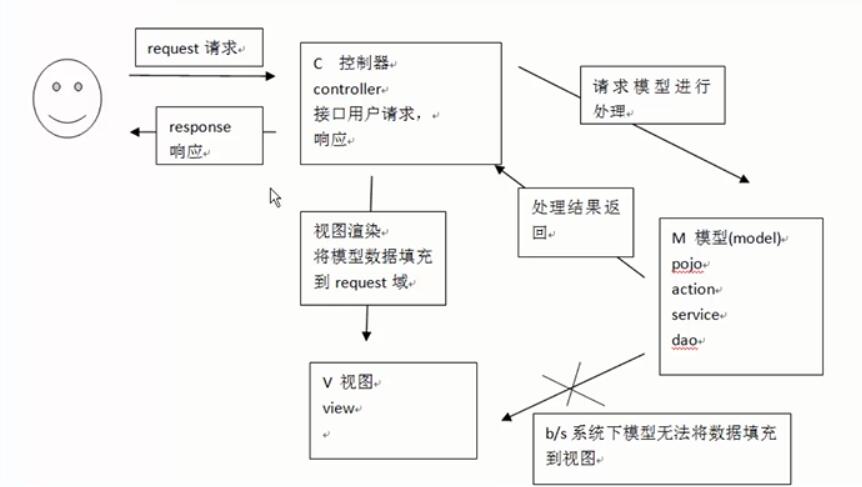 request 请求
response
响应
C 控制器
controller
接口用户请求，
响应
请求模型进行
处理
处理结果返
回
视图渲染
将模型数据填充
到 request 域
M 模型(model)
pojo
action
service
dao
V 视图
view
b/s 系统下模型无法将数据填充
到视图